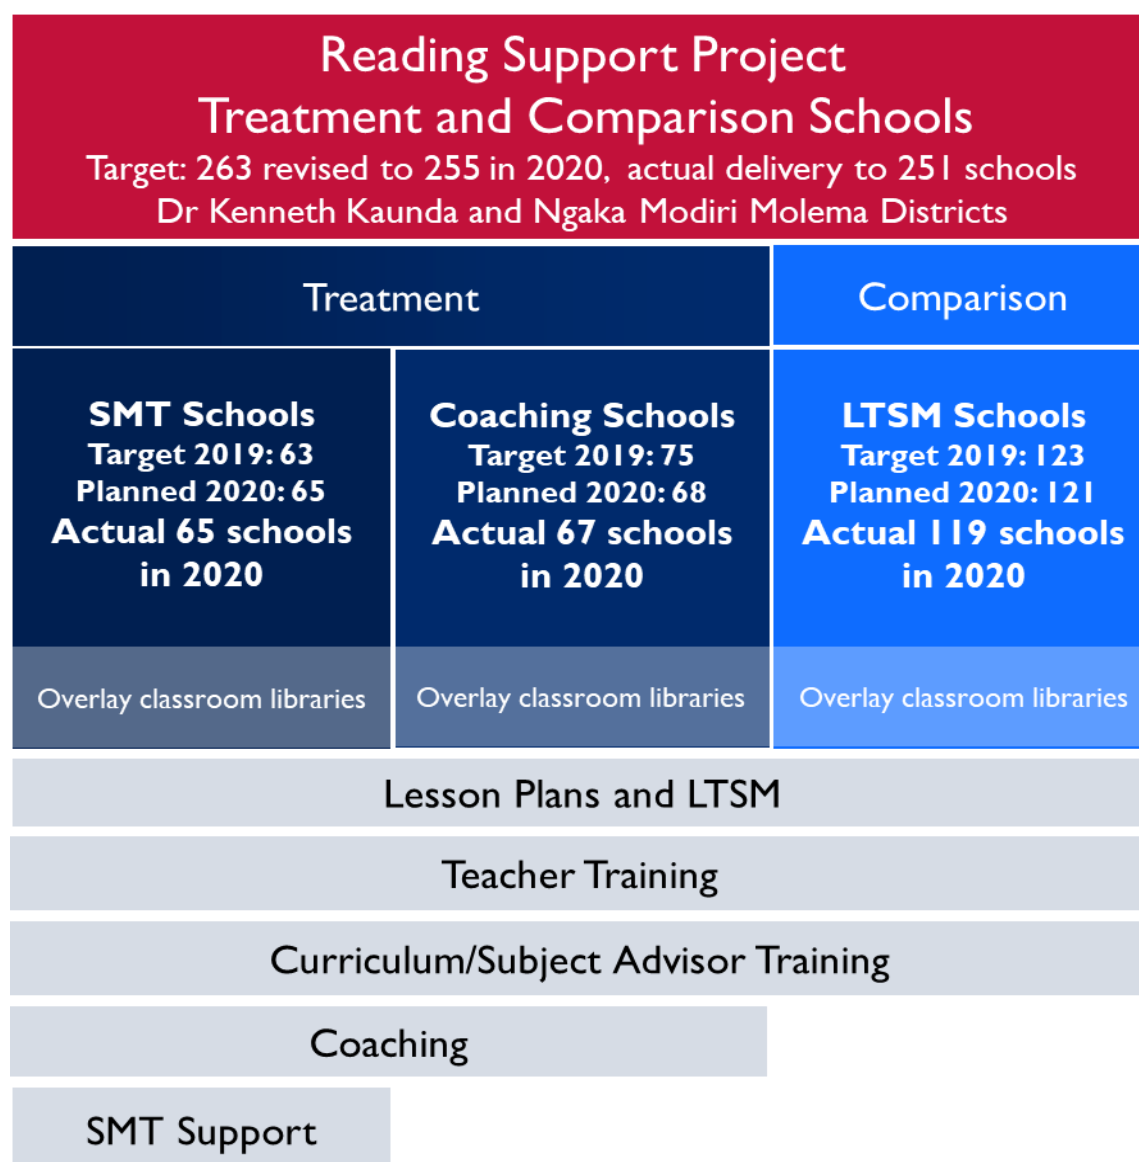 Reading Support Project
Treatment and Comparison Schools
Target: 263 revised to 255 in 2020, actual delivery to 251 schools
Dr Kenneth Kaunda and Ngaka Modiri Molema Districts
Treatment
Comparison
SMT Schools
Target 2019: 63
Planned 2020: 65
Actual 65 schools
in 2020
Coaching Schools
Target 2019: 75
Planned 2020: 68
Actual 67 schools
in 2020
LTSM Schools
Target 2019: 123
Planned 2020: 121
Actual 119 schools
in 2020
Overlay classroom libraries
Overlay classroom libraries
Overlay classroom libraries
Lesson Plans and LTSM
Teacher Training
Curriculum/Subject Advisor Training
Coaching
SMT Support